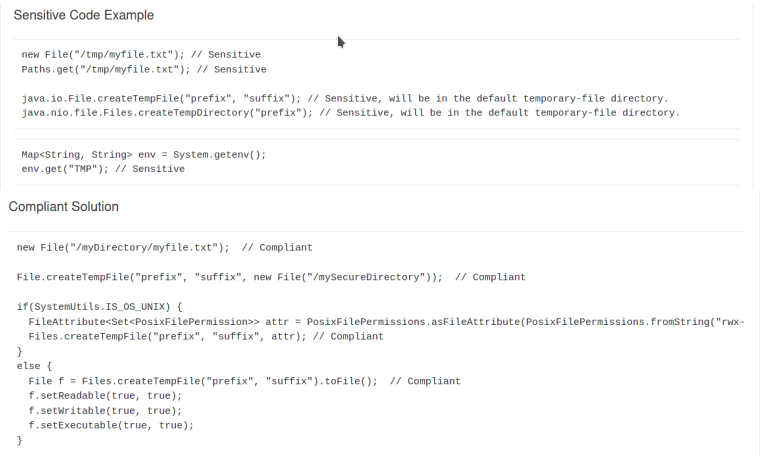 Sensitive Code Example
new File("/tmp/myfile.txt"); // Sensitive
Paths.get("/tmp/myfile.txt"); // Sensitive
java.io.File.createTempFile("prefix", "suffix"); // Sensitive, will be in the default temporary-file directory.
java.nio.file.Files.createTempDirectory("prefix"); // Sensitive, will be in the default temporary-file directory.
Map<String, String> env = System.getenv();
env.get("TMP"); // Sensitive
Compliant Solution
new File("/myDirectory/myfile.txt");  // Compliant
File.createTempFile("prefix", "suffix", new File("/mySecureDirectory"));  // Compliant
if(SystemUtils.IS_OS_UNIX) {
  FileAttribute<Set<PosixFilePermission>> attr = PosixFilePermissions.asFileAttribute(PosixFilePermissions.fromString("rwx-
  Files.createTempFile("prefix", "suffix", attr); // Compliant
}
else {
  File f = Files.createTempFile("prefix", "suffix").toFile();  // Compliant
  f.setReadable(true, true);
  f.setWritable(true, true);
  f.setExecutable(true, true);
}